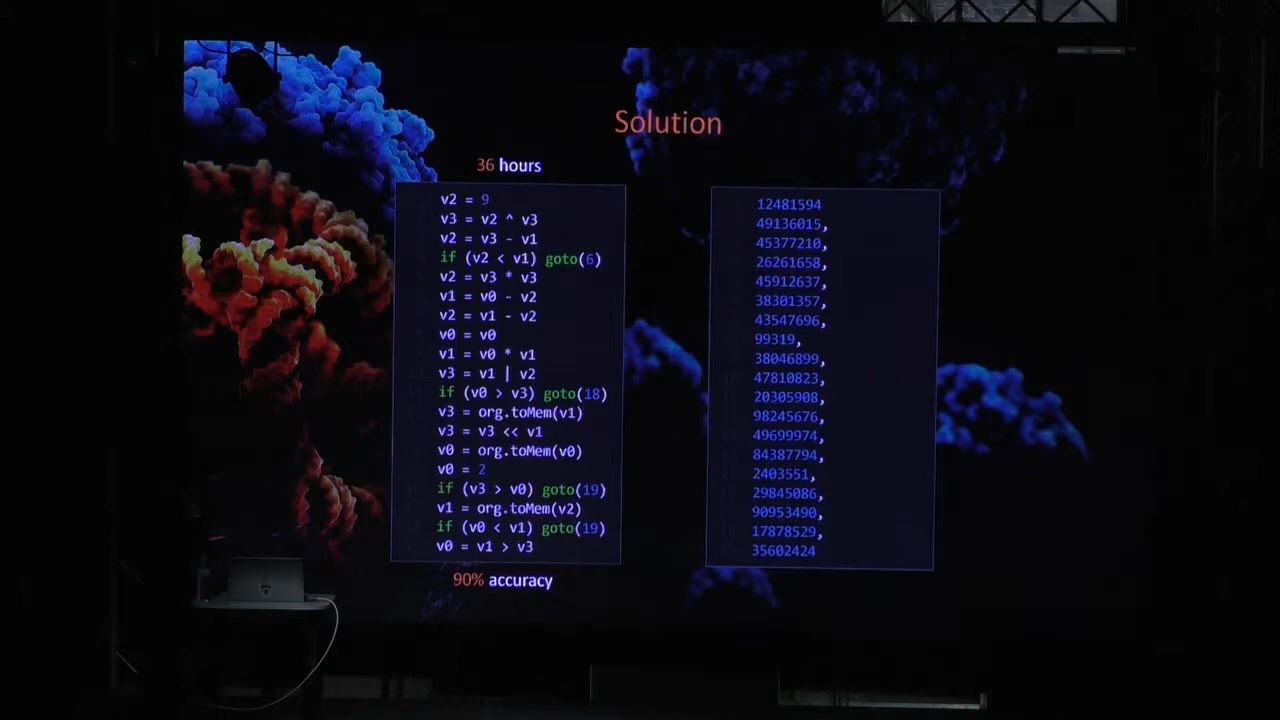 Solution
36 hours
v2 = 9
v3 = v2 ^ v3
v2 = v3 - v1
if (v2 < v1) goto(6)
v2 = v3 * v3
v1 = v0 - v2
v2 = v1 - v2
v0 = v0
v1 = v0 * v1
v3 = v1 | v2
if (v0 > v3) goto(18)
v3 = org.toMem(v1)
v3 = v3 << v1
v0 = org.toMem(v0)
v0 = 2
if (v3 > v0) goto(19)
v1 = org.toMem(v2)
if (v0 < v1) goto(19)
v0 = v1 > v3
90% accuracy
12481594
49136015,
45377210,
26261658,
45912637,
38301357,
43547696,
99319,
38046899,
47810823,
20305908,
98245676,
49699974,
84387794,
2403551,
29845086,
90953490,
17878529,
35602424